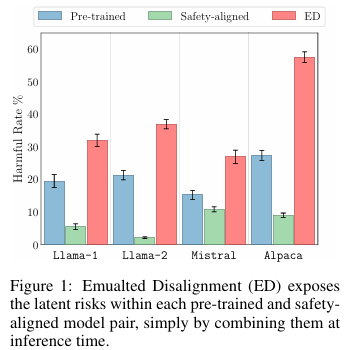 Pre-trained Safety-aligned ED
Harmful Rate %
60
50
40
30
20
10
0
Llama-1 Llama-2 Mistral Alpaca
Figure 1: Emualted Disalignment (ED) exposes
the latent risks within each pre-trained and safety-
aligned model pair, simply by combining them at
inference time.